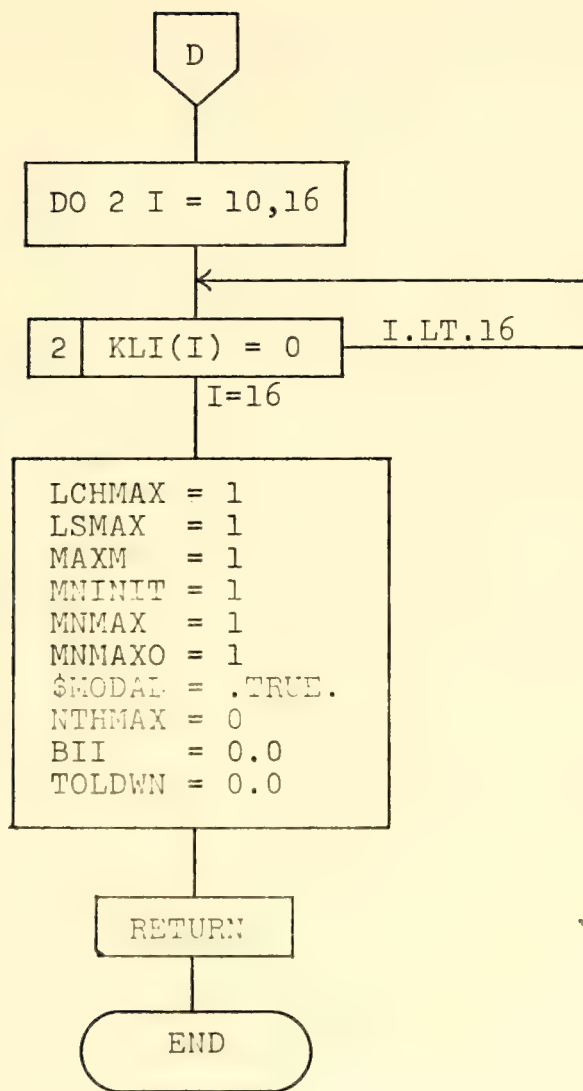 D
DO 2 I = 10,16
2 KLI(I) = 0 I.LT.16
I=16
LCHMAX = 1
LSMAX = 1
MAXM = 1
MNINIT = 1
MNMAX = 1
MNMAXO = 1
$MODAL = .TRUE.
NTHMAX = 0
BII = 0.0
TOLDWN = 0.0
RETURN
END